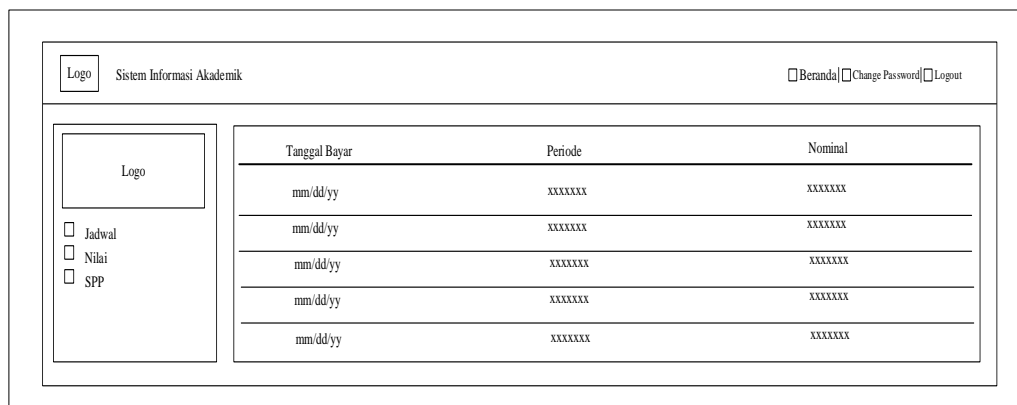 Logo Sistem Informasi Akademik Beranda| Change Password| Logout
Logo
Jadwal
Nilai
SPP
Tanggal Bayar Periode Nominal
mm/dd/yy xxxxxxx xxxxxxx
mm/dd/yy xxxxxxx xxxxxxx
mm/dd/yy xxxxxxx xxxxxxx
mm/dd/yy xxxxxxx xxxxxxx
mm/dd/yy xxxxxxx xxxxxxx